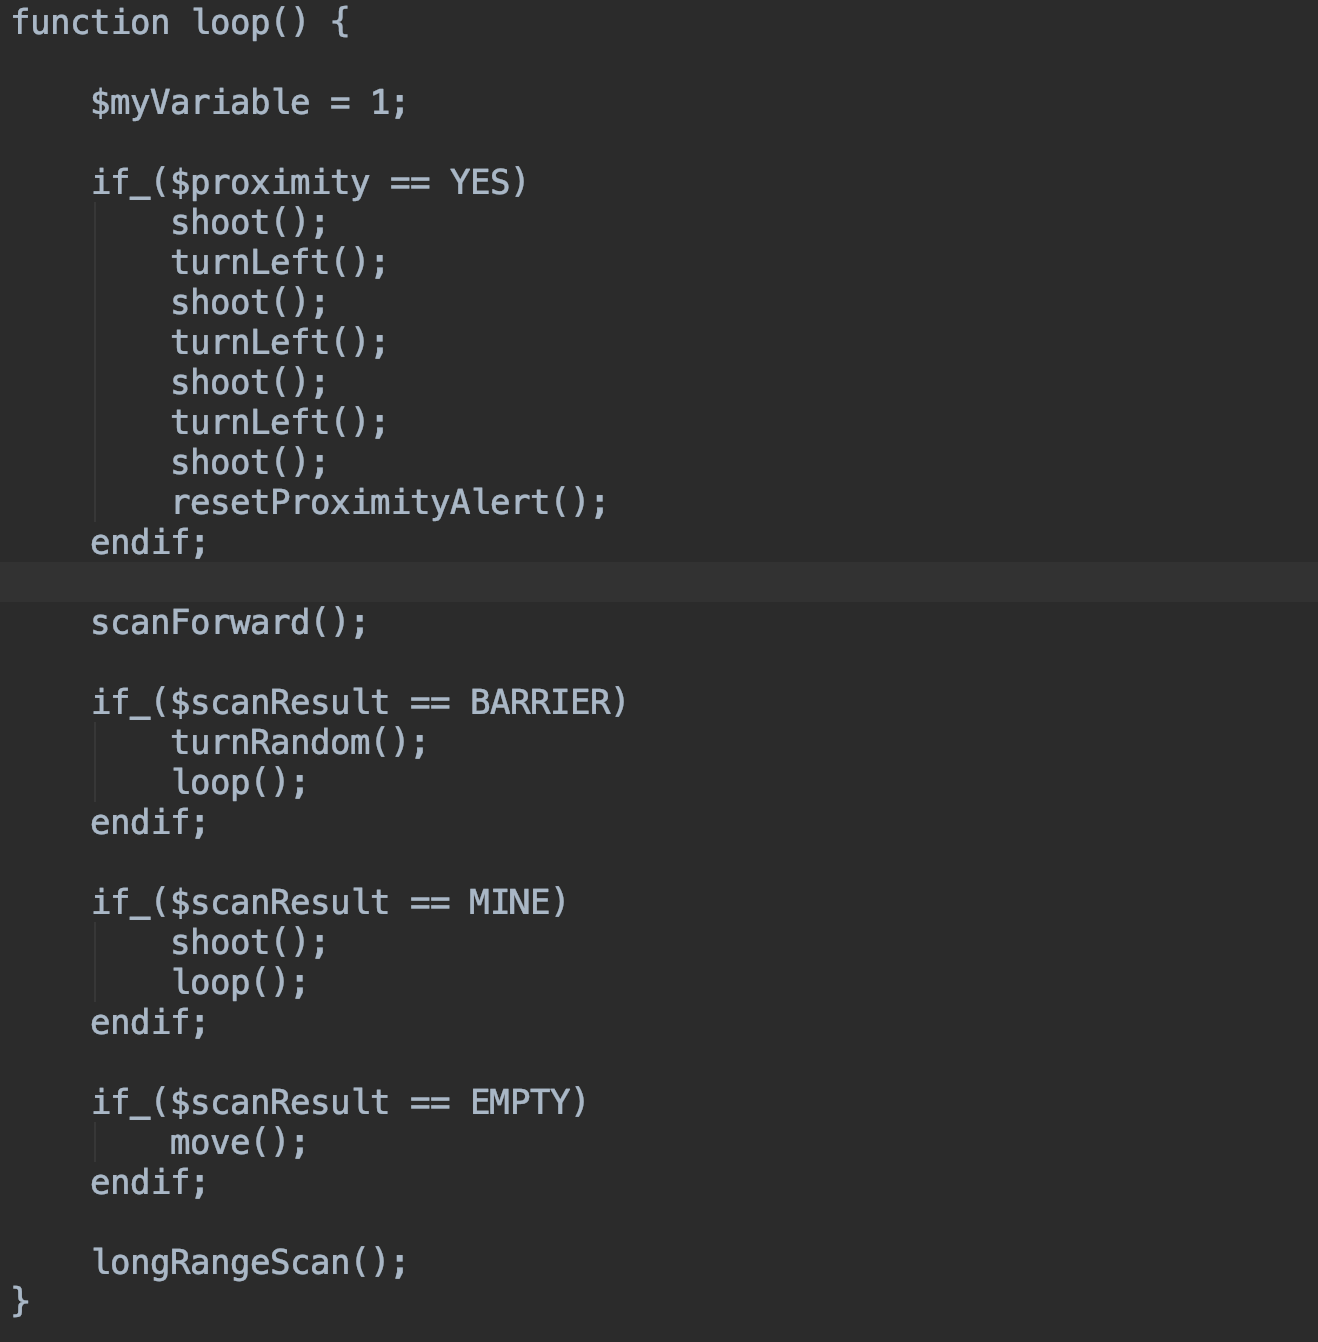 function loop() {
$myVariable = 1;
if_($proximity == YES)
shoot();
turnLeft();
shoot();
turnLeft();
shoot();
turnLeft();
shoot();
resetProximityAlert();
endif;
scanForward();
if_($scanResult == BARRIER)
turnRandom();
loop();
endif;
if_($scanResult == MINE)
shoot();
loop();
endif;
if_($scanResult == EMPTY)
move();
endif;
longRangeScan();
}